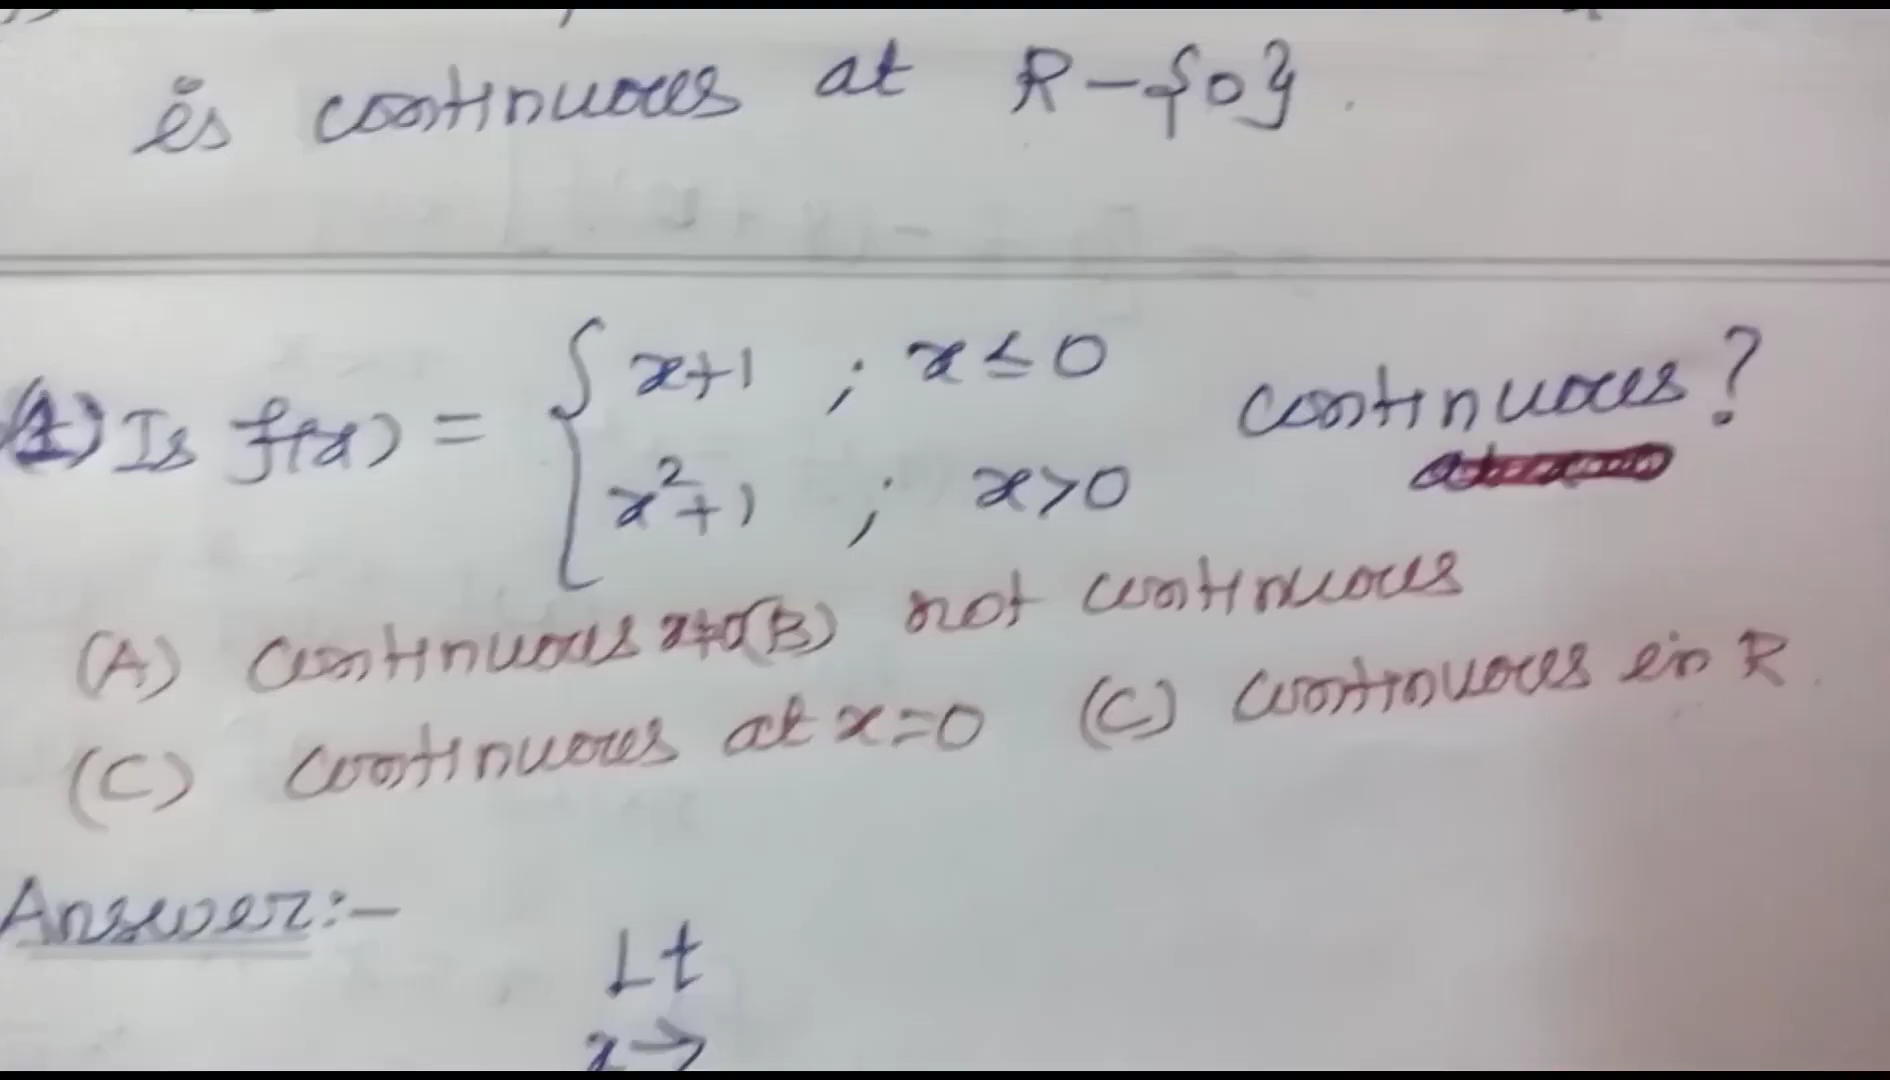 is continuous at R-{0}.
(1) Is f(x) = { x+1 ; x≤0 continuous?
x²+1 ; x>0
(A) continuous x≠0 (B) not continuous
(C) continuous at x=0 (C) continuous in R
Answer:-
Lt
x→